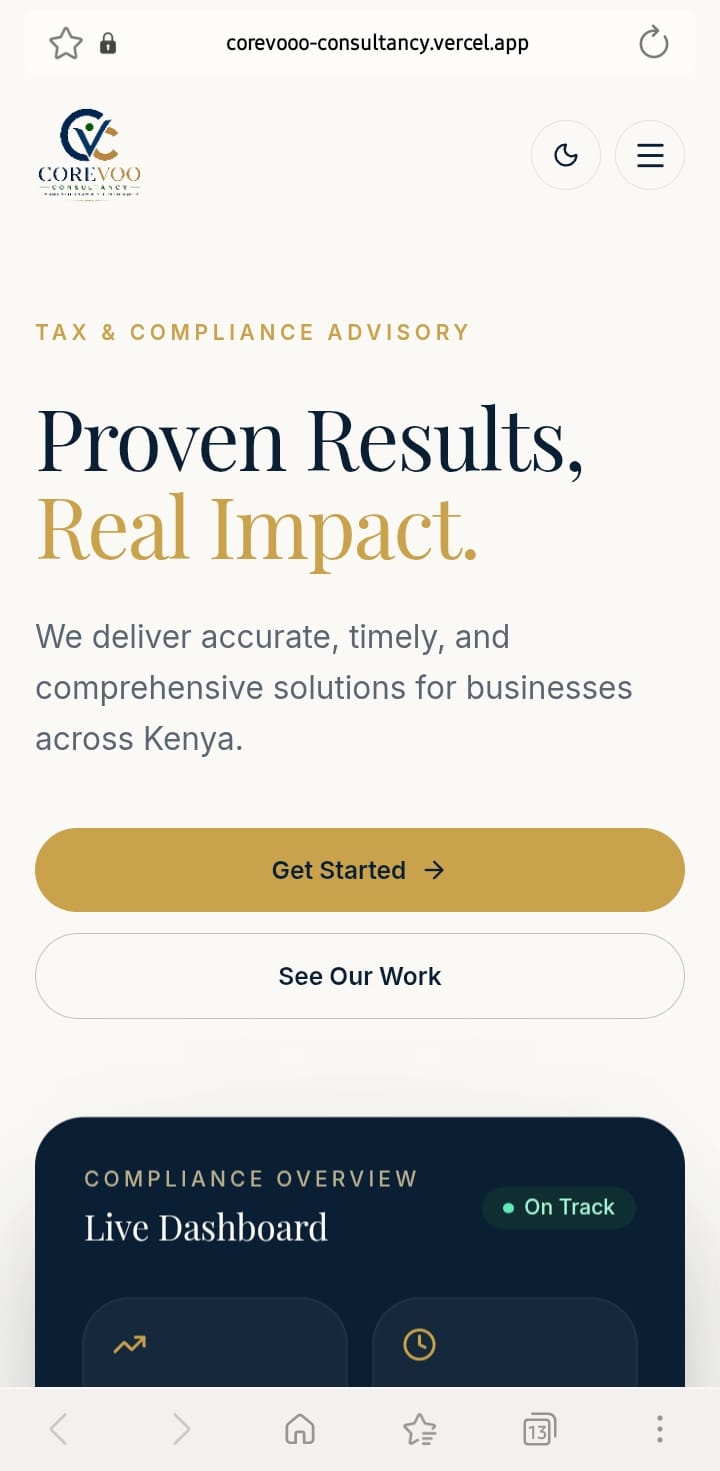 corevooo-consultancy.vercel.app
COREVOO
CONSULTANCY
TAX & COMPLIANCE ADVISORY
Proven Results,
Real Impact.
We deliver accurate, timely, and
comprehensive solutions for businesses
across Kenya.
Get Started
See Our Work
COMPLIANCE OVERVIEW
Live Dashboard
On Track
13